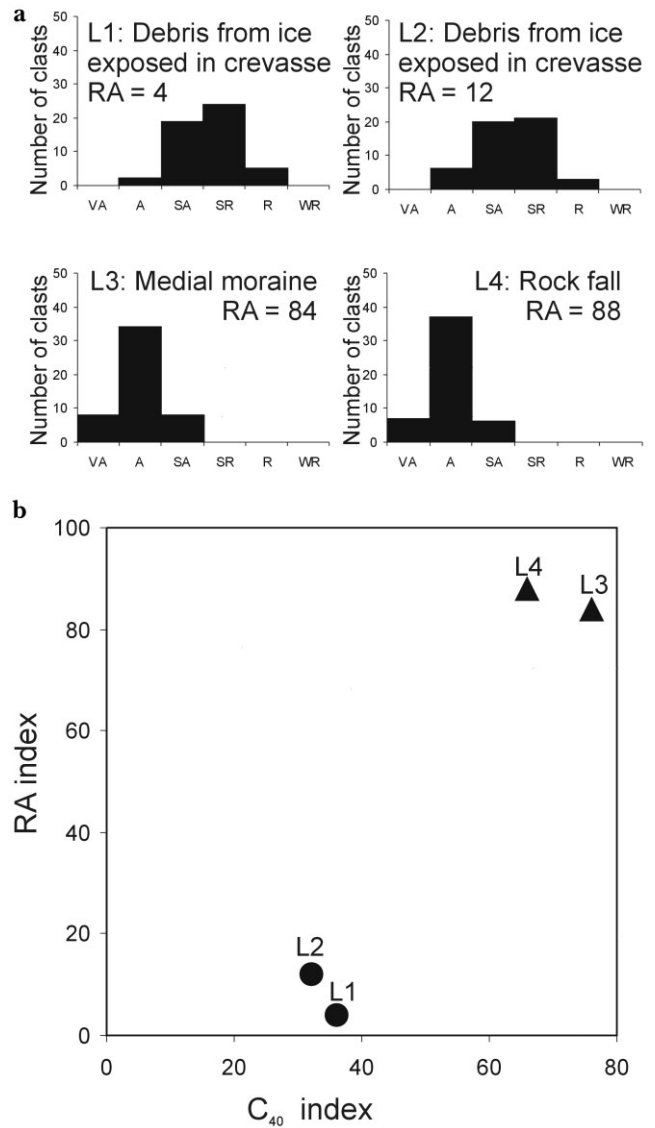 a
L1: Debris from ice
exposed in crevasse
RA = 4
Number of clasts
50
40
30
20
10
0
VA A SA SR R WR
L2: Debris from ice
exposed in crevasse
RA = 12
Number of clasts
50
40
30
20
10
0
VA A SA SR R WR
L3: Medial moraine
RA = 84
Number of clasts
50
40
30
20
10
0
VA A SA SR R WR
L4: Rock fall
RA = 88
Number of clasts
50
40
30
20
10
0
VA A SA SR R WR
b
100
80
60
40
20
0
RA index
L4
L3
L2
L1
0 20 40 60 80
C₄₀ index